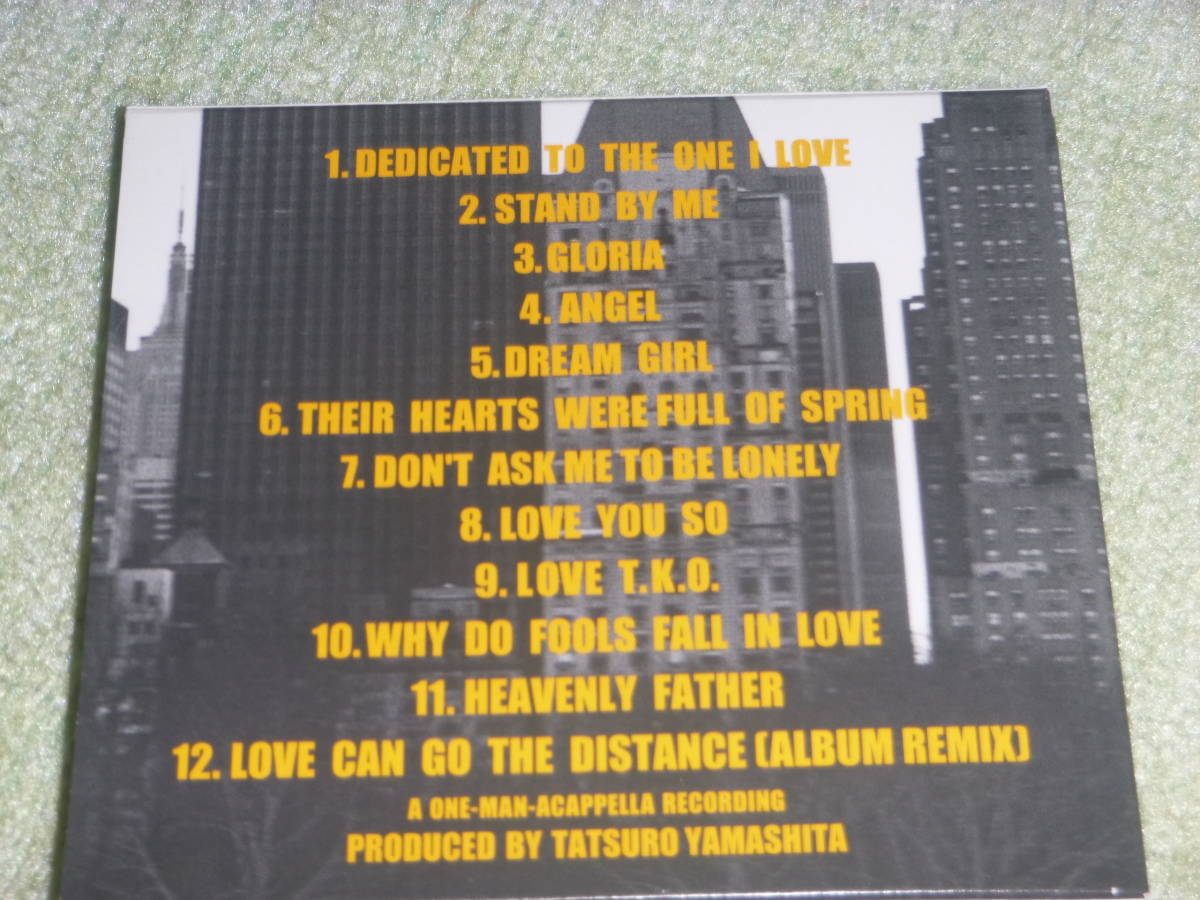 1. DEDICATED TO THE ONE I LOVE
2. STAND BY ME
3. GLORIA
4. ANGEL
5. DREAM GIRL
6. THEIR HEARTS WERE FULL OF SPRING
7. DON'T ASK ME TO BE LONELY
8. LOVE YOU SO
9. LOVE T.K.O.
10. WHY DO FOOLS FALL IN LOVE
11. HEAVENLY FATHER
12. LOVE CAN GO THE DISTANCE (ALBUM REMIX)
A ONE-MAN-ACAPPELLA RECORDING
PRODUCED BY TATSURO YAMASHITA